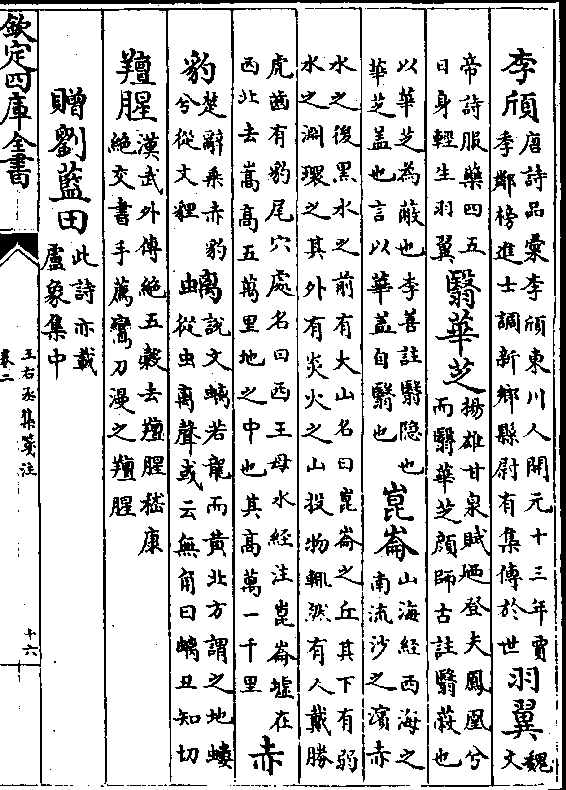 李頎唐詩品彙李頎東川人開元十三年賈季鄰榜進士調新鄉縣尉有集傳於世羽翼魏文
帝詩服藥四五日身輕生羽翼翳華芝揚雄甘泉賦廼登夫鳳凰兮而翳華芝顔師古註翳蔽也
以華芝為蔽也李善註翳隐也華芝蓋也言以華蓋自翳也崑崙山海經西海之南流沙之濱赤
水之後黑水之前有大山名曰崑崙之丘其下有弱水之淵環之其外有炎火之山投物輒然有人戴勝
虎齒有豹尾穴處名曰西王母水經注崑崙墟在西北去嵩高五萬里地之中也其高萬一千里赤
豹楚辭乘赤豹兮從文貍螭說文螭若龍而黄北方謂之地螻從虫离聲或云無角曰螭丑知切
羶腥漢武外傳絶五榖去羶腥嵇康絶交書手薦鸞刀漫之羶腥
贈劉藍田此詩亦載盧象集中
欽定四庫全書
王右丞集箋注
卷二
十六